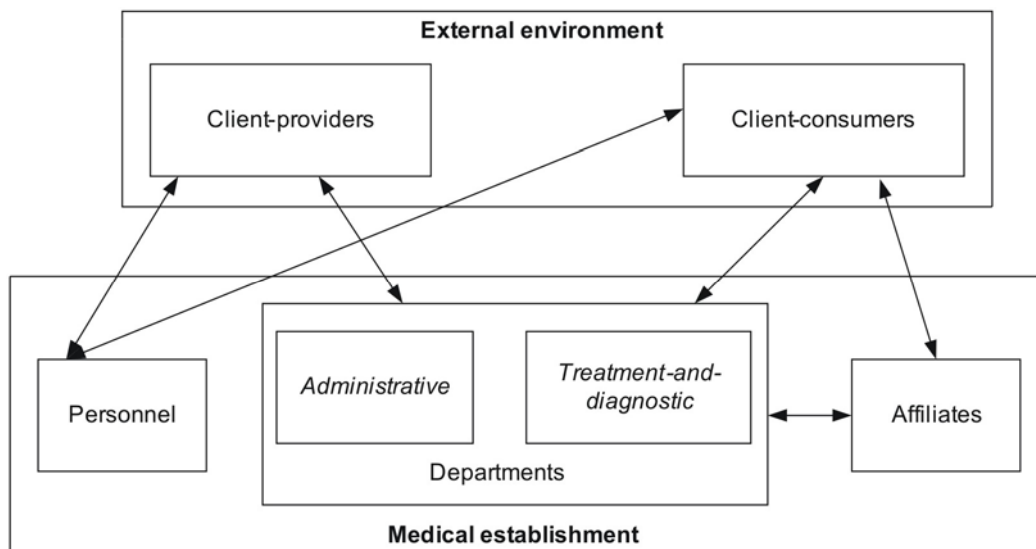 External environment
Client-providers
Client-consumers
Personnel
Administrative
Treatment-and-
diagnostic
Affiliates
Departments
Medical establishment